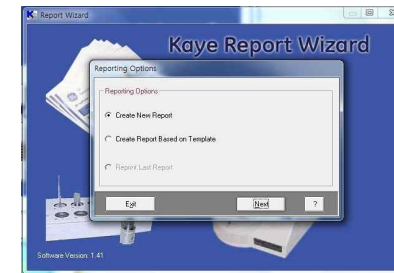 Report Wizard
Kaye Report Wizard
Reporting Options
Reporting Options
Create New Report
Create Report Based on Template
Reprint Last Report
Exit
Next
?
Software Version: 1.41